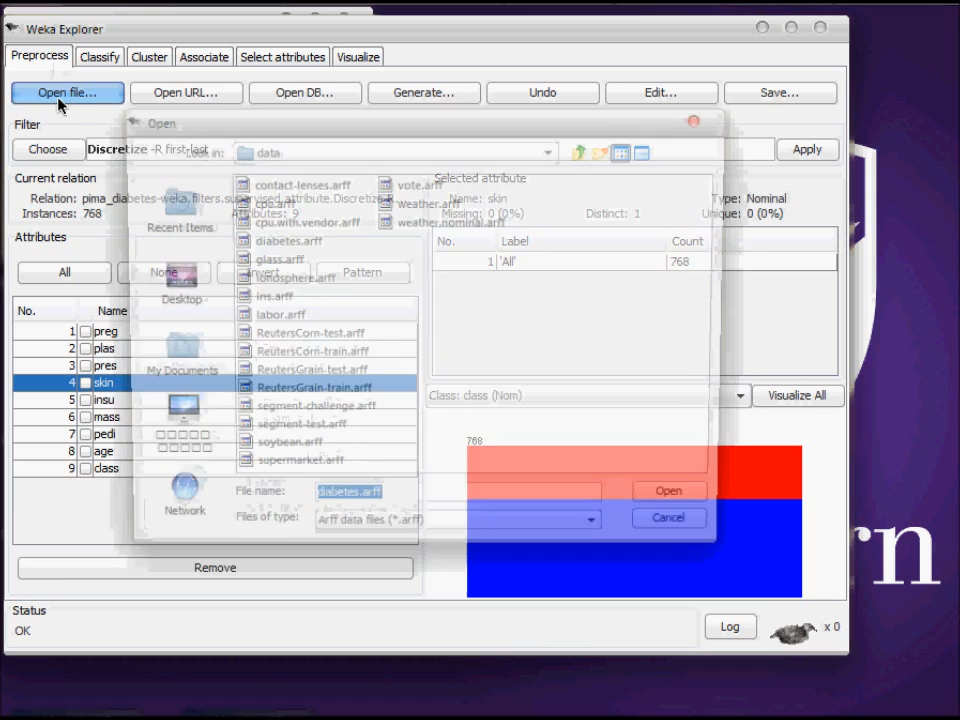 Weka Explorer
Preprocess Classify Cluster Associate Select attributes Visualize
Open file... Open URL... Open DB... Generate... Undo Edit... Save...
Filter
Open
Choose Discretize -R first-last Apply
Look in: data
Current relation
Relation: pima_diabetes-weka.filters.supervised.attribute.Discretize-R
Instances: 768 Attributes: 9
Selected attribute
Name: skin Type: Nominal
Missing: 0 (0%) Distinct: 1 Unique: 0 (0%)
No. Label Count
1 'All' 768
Attributes
All None Invert Pattern
No. Name
1 preg
2 plas
3 pres
4 skin
5 insu
6 mass
7 pedi
8 age
9 class
Remove
Recent Items
Desktop
My Documents
Network
contact-lenses.arff
cpu.arff
cpu.with.vendor.arff
diabetes.arff
glass.arff
ionosphere.arff
iris.arff
labor.arff
ReutersCorn-test.arff
ReutersCorn-train.arff
ReutersGrain-test.arff
ReutersGrain-train.arff
segment-challenge.arff
segment-test.arff
soybean.arff
supermarket.arff
vote.arff
weather.arff
weather.nominal.arff
File name: diabetes.arff Open
Files of type: Arff data files (*.arff) Cancel
Class: class (Nom) Visualize All
768
rn
Status
OK
Log x 0